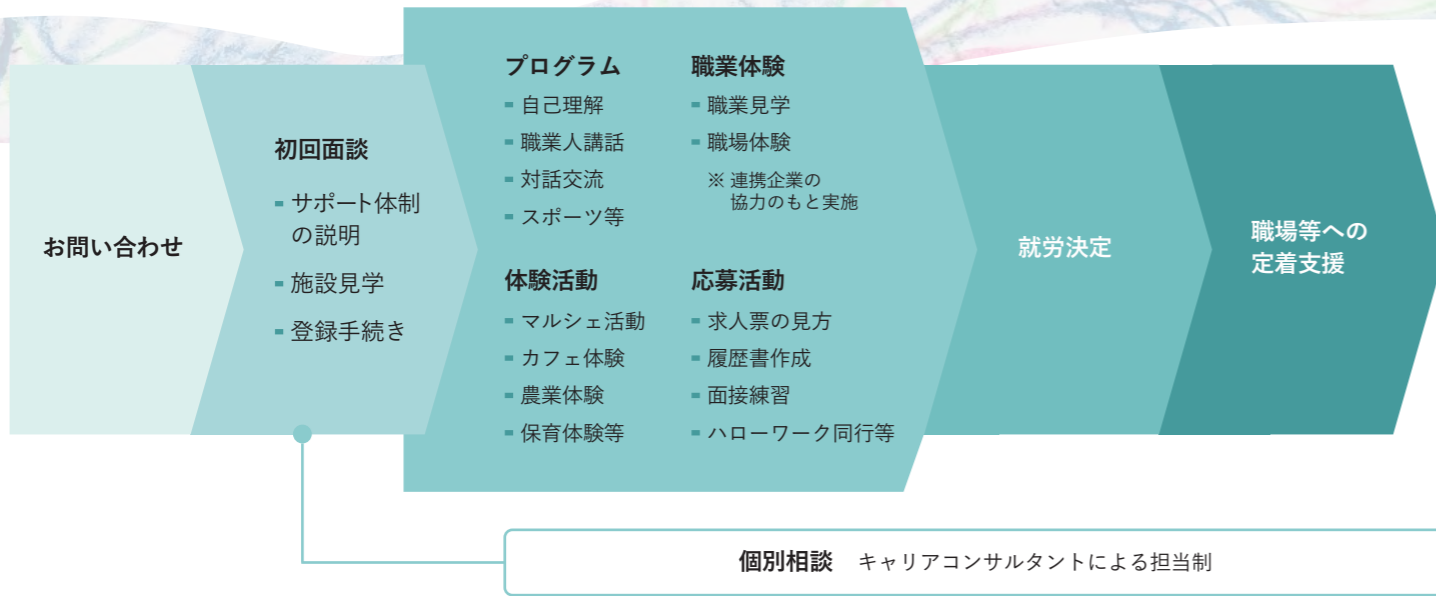 お問い合わせ
初回面談
- サポート体制
の説明
- 施設見学
- 登録手続き
プログラム
- 自己理解
- 職業人講話
- 対話交流
- スポーツ等
職業体験
- 職業見学
- 職場体験
※ 連携企業の
協力のもと実施
体験活動
- マルシェ活動
- カフェ体験
- 農業体験
- 保育体験等
応募活動
- 求人票の見方
- 履歴書作成
- 面接練習
- ハローワーク同行等
就労決定
職場等への
定着支援
個別相談 キャリアコンサルタントによる担当制